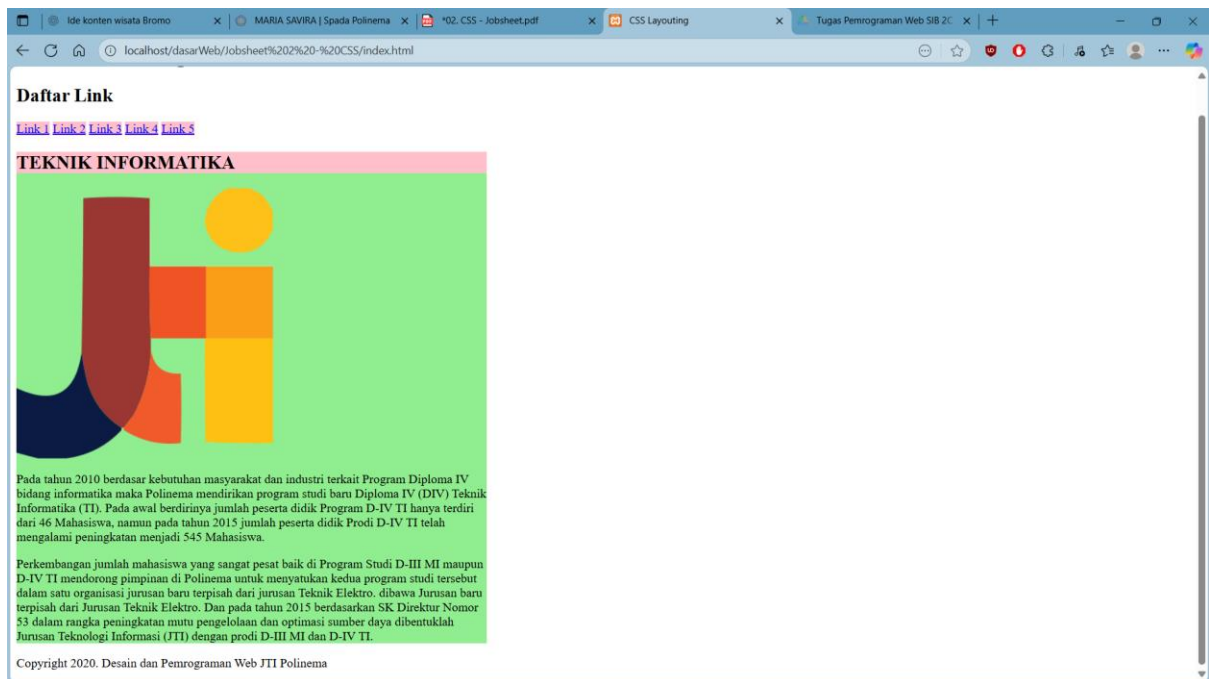 Ide konten wisata Bromo
MARIA SAVIRA | Spada Polinema
*02. CSS - Jobsheet.pdf
CSS Layouting
Tugas Pemrograman Web SIB 2C
localhost/dasarWeb/Jobsheet%202%20-%20CSS/index.html
Daftar Link
Link 1 Link 2 Link 3 Link 4 Link 5
TEKNIK INFORMATIKA
Pada tahun 2010 berdasar kebutuhan masyarakat dan industri terkait Program Diploma IV
bidang informatika maka Polinema mendirikan program studi baru Diploma IV (DIV) Teknik
Informatika (TI). Pada awal berdirinya jumlah peserta didik Program D-IV TI hanya terdiri
dari 46 Mahasiswa, namun pada tahun 2015 jumlah peserta didik Prodi D-IV TI telah
mengalami peningkatan menjadi 545 Mahasiswa.
Perkembangan jumlah mahasiswa yang sangat pesat baik di Program Studi D-III MI maupun
D-IV TI mendorong pimpinan di Polinema untuk menyatukan kedua program studi tersebut
dalam satu organisasi jurusan baru terpisah dari jurusan Teknik Elektro. dibawa Jurusan baru
terpisah dari Jurusan Teknik Elektro. Dan pada tahun 2015 berdasarkan SK Direktur Nomor
53 dalam rangka peningkatan mutu pengelolaan dan optimasi sumber daya dibentuklah
Jurusan Teknologi Informasi (JTI) dengan prodi D-III MI dan D-IV TI.
Copyright 2020. Desain dan Pemrograman Web JTI Polinema